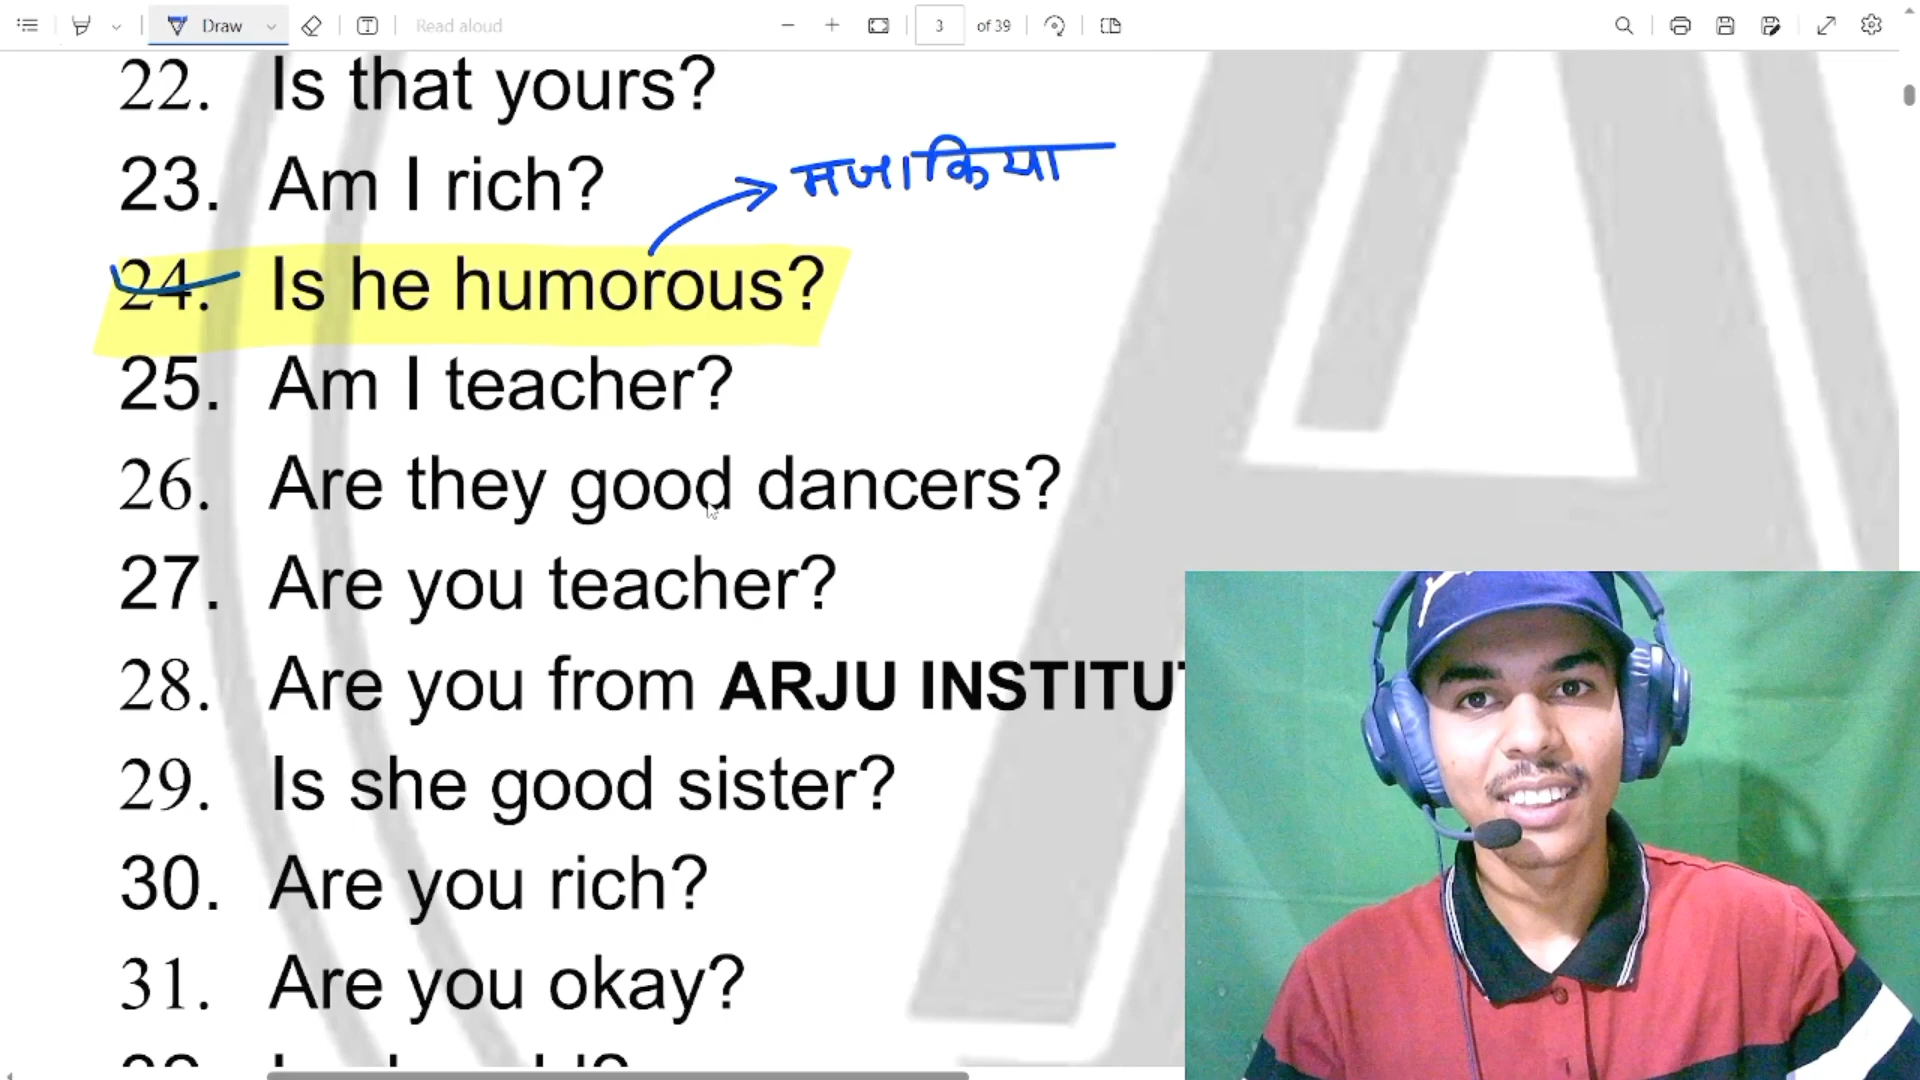 Draw
Read aloud
3 of 39
22. Is that yours?
23. Am I rich?
मजाकिया
24. Is he humorous?
25. Am I teacher?
26. Are they good dancers?
27. Are you teacher?
28. Are you from ARJU INSTITU
29. Is she good sister?
30. Are you rich?
31. Are you okay?